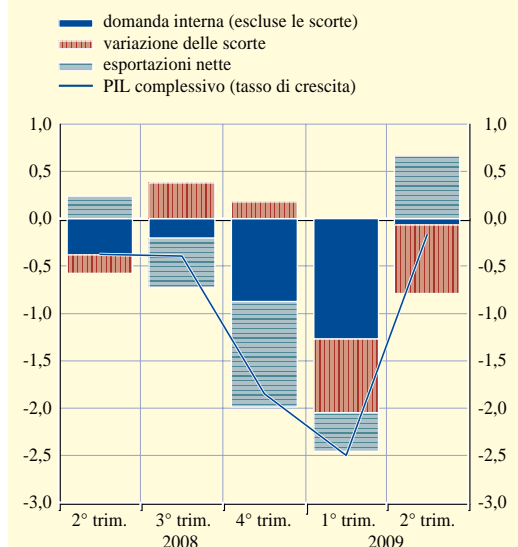 domanda interna (escluse le scorte)
variazione delle scorte
esportazioni nette
PIL complessivo (tasso di crescita)
1,0 1,0
0,5 0,5
0,0 0,0
-0,5 -0,5
-1,0 -1,0
-1,5 -1,5
-2,0 -2,0
-2,5 -2,5
-3,0 -3,0
2° trim. 3° trim. 4° trim. 1° trim. 2° trim.
2008 2009